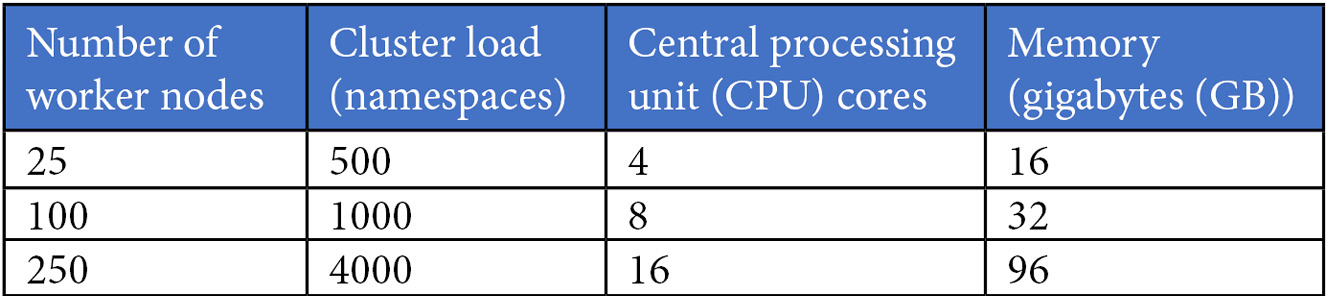 Number of worker nodes	Cluster load (namespaces)	Central processing unit (CPU) cores	Memory (gigabytes (GB))
25	500	4	16
100	1000	8	32
250	4000	16	96